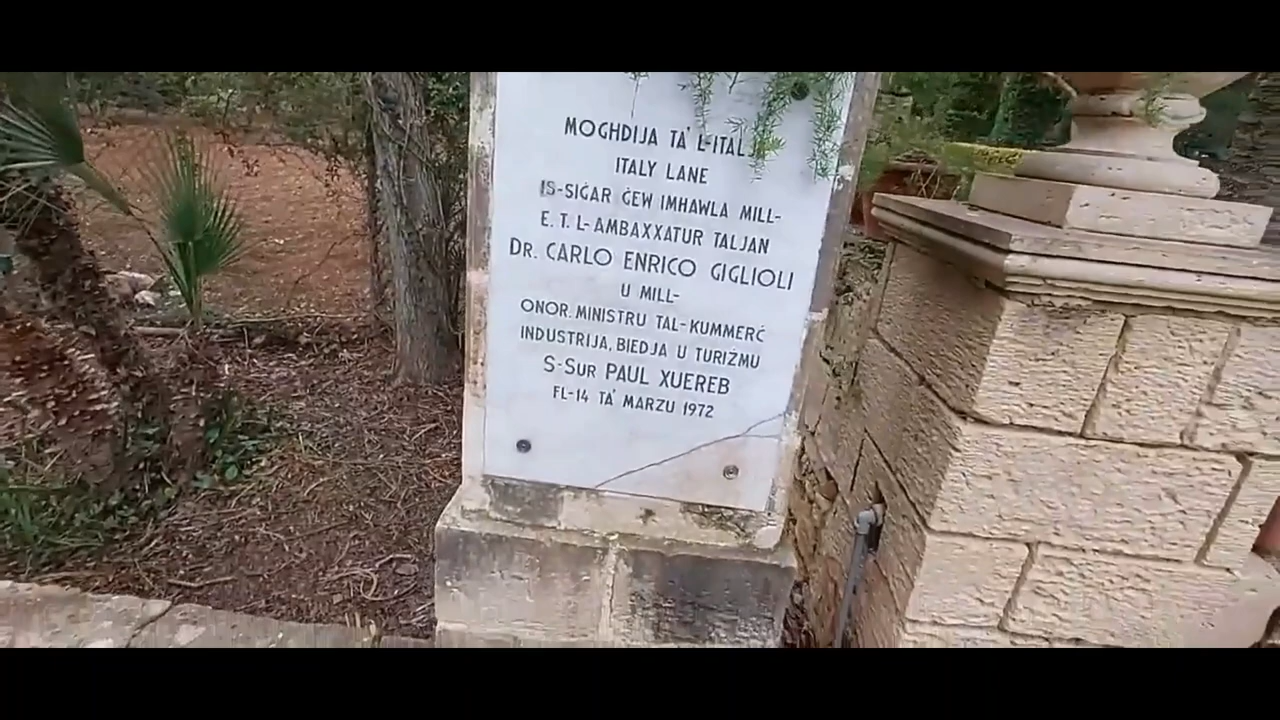 MOGHDIJA TA' L-ITALJ
ITALY LANE
IS-SIĠAR ĠEW IMHAWLA MILL-
E. T. L-AMBAXXATUR TALJAN
DR. CARLO ENRICO GIGLIOLI
U MILL-
ONOR. MINISTRU TAL-KUMMERĊ
INDUSTRIJA, BIEDJA U TURIŻMU
S-SUR PAUL XUEREB
FL-14 TA' MARZU 1972